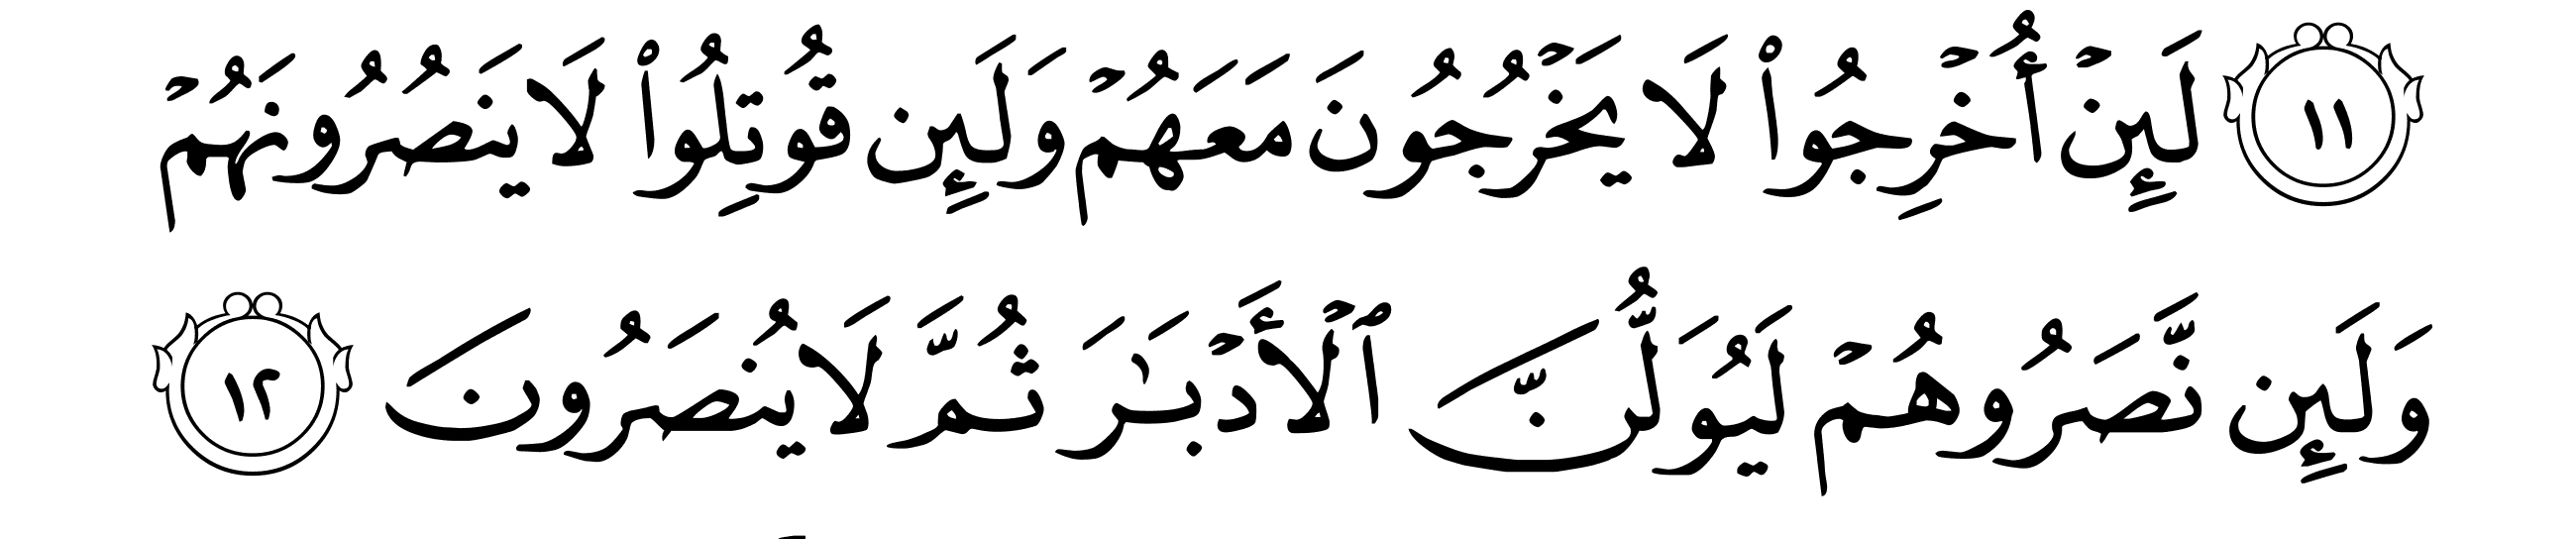 ١١ لَئِنۡ أُخۡرِجُواْ لَا يَخۡرُجُونَ مَعَهُمۡ وَلَئِن قُوتِلُواْ لَا يَنصُرُونَهُمۡ
وَلَئِن نَّصَرُوهُمۡ لَيُوَلُّنَّ ٱلۡأَدۡبَٰرَ ثُمَّ لَا يُنصَرُونَ ١٢